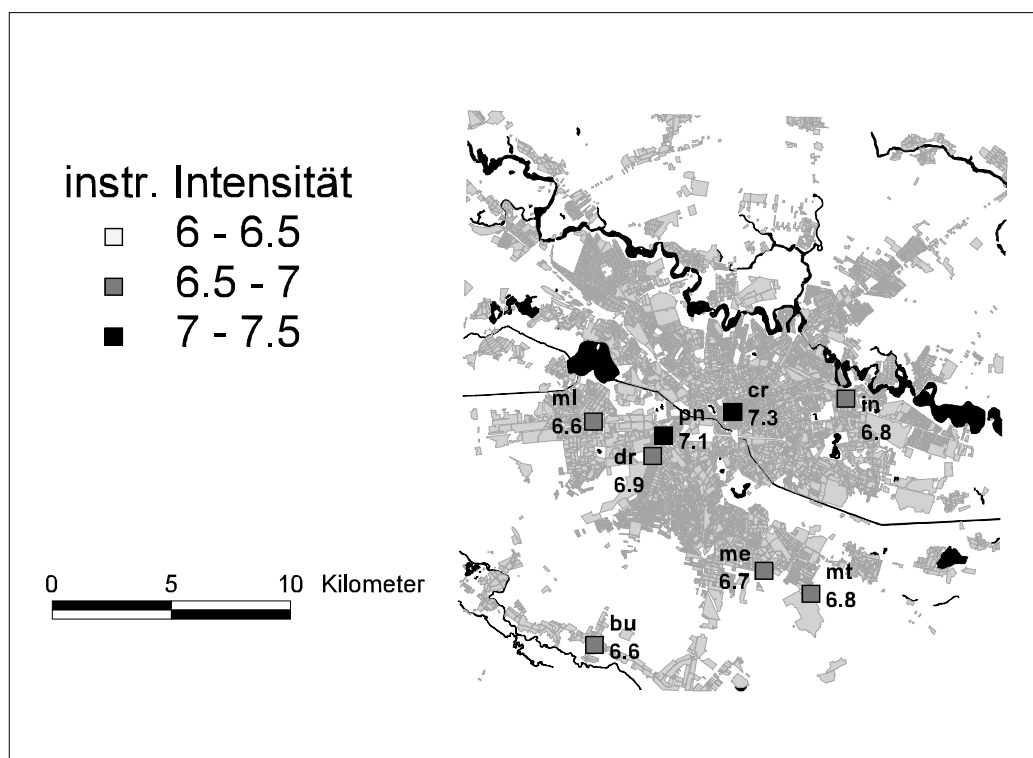 instr. Intensität
6 - 6.5
6.5 - 7
7 - 7.5
ml
6.6
pn
7.1
cr
7.3
in
6.8
dr
6.9
me
6.7
mt
6.8
bu
6.6
0 5 10 Kilometer